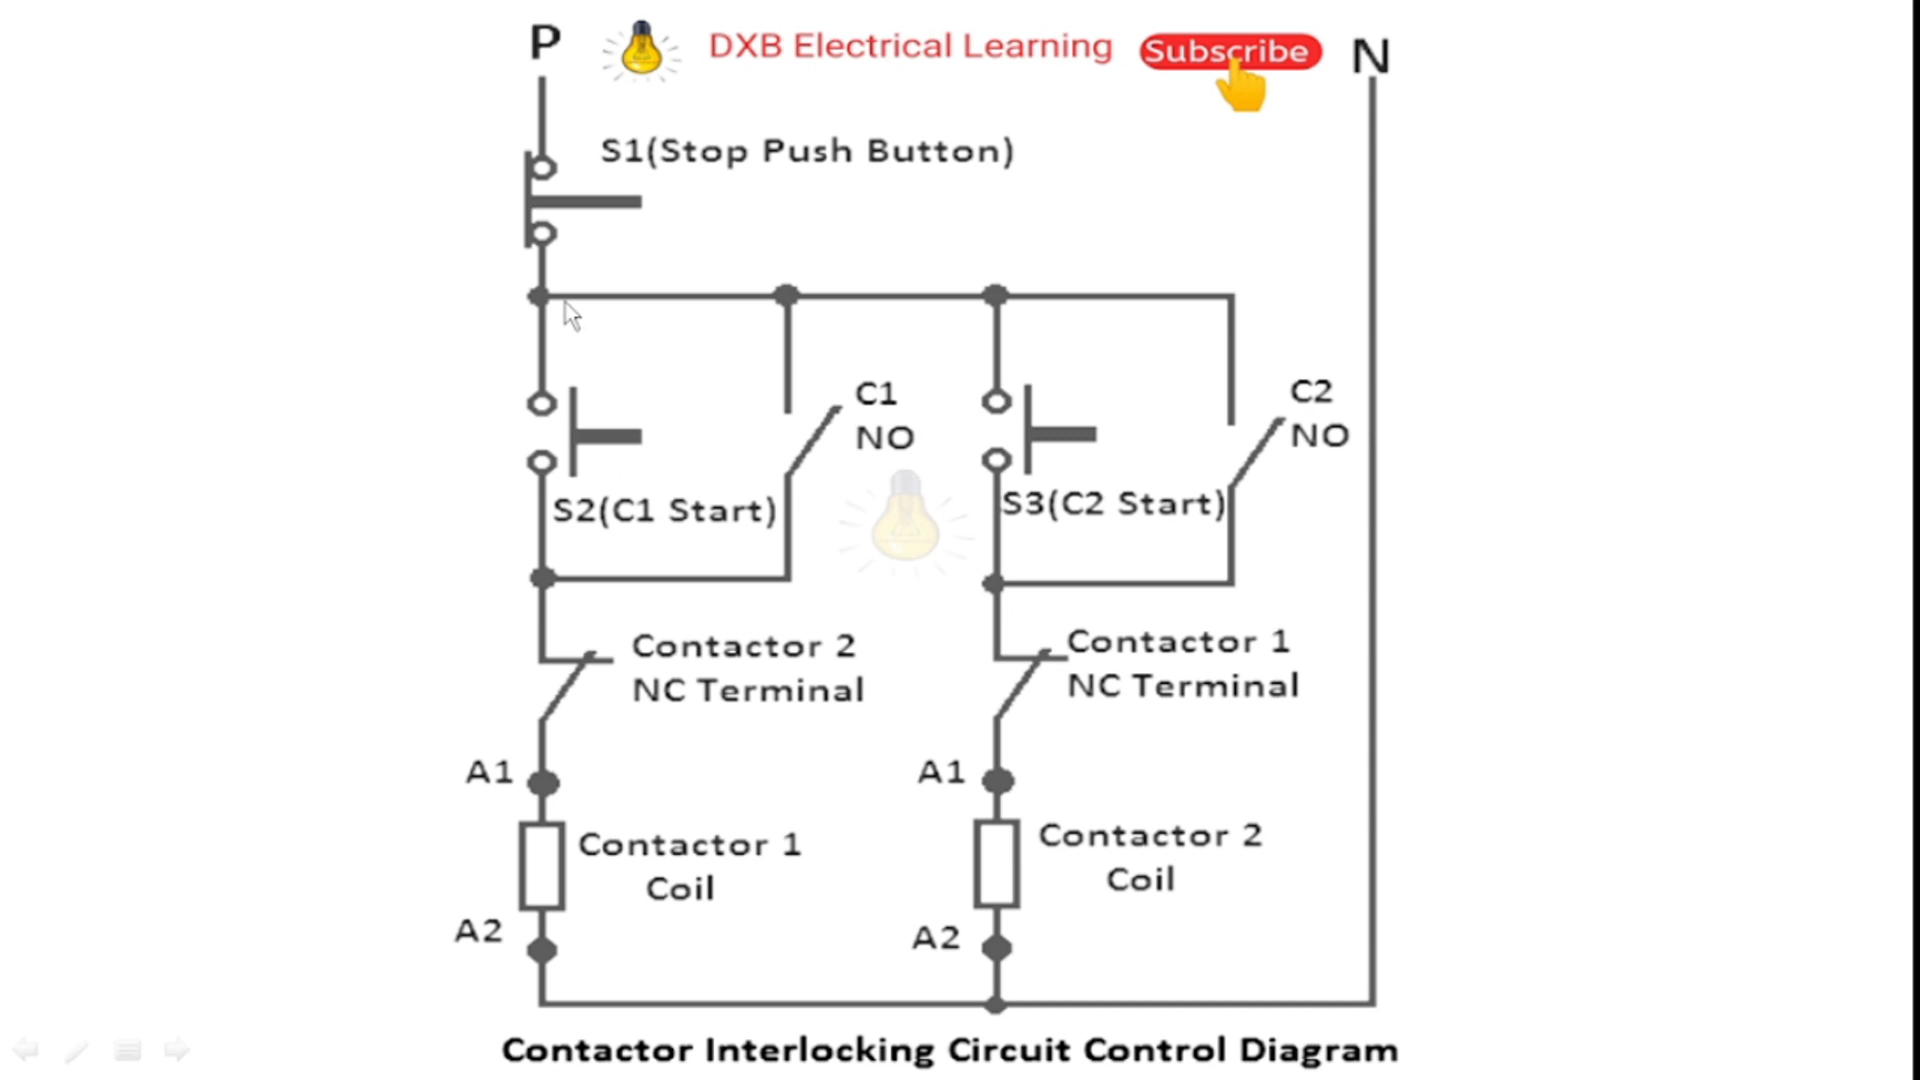 P
DXB Electrical Learning
Subscribe
N
S1(Stop Push Button)
C1
NO
C2
NO
S2(C1 Start)
S3(C2 Start)
Contactor 2
NC Terminal
Contactor 1
NC Terminal
A1
A1
Contactor 1
Coil
Contactor 2
Coil
A2
A2
Contactor Interlocking Circuit Control Diagram